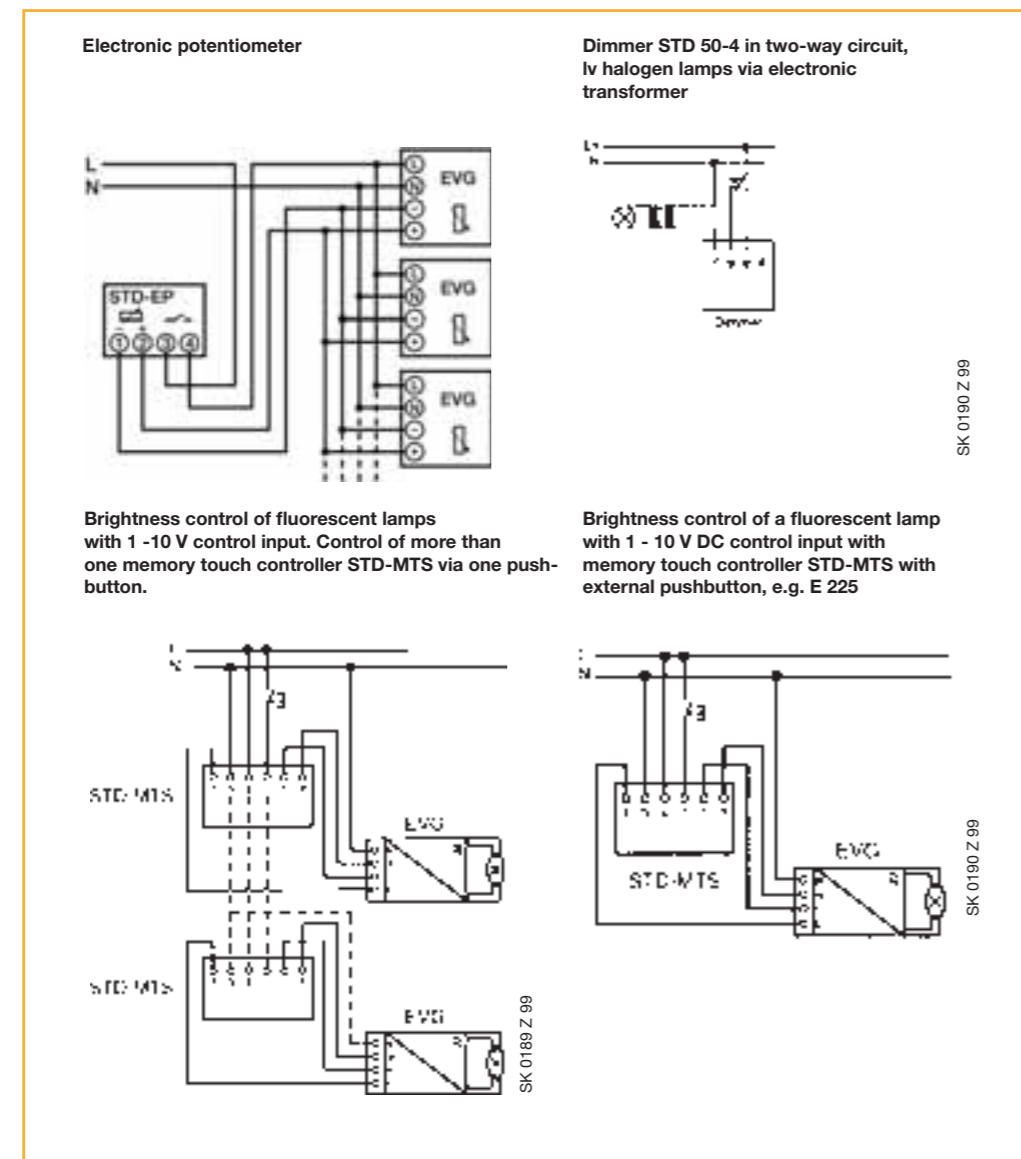 Electronic potentiometer
L
N
L
EVG
N
−
+
STD-EP
− +
1 2 3 4
L
EVG
N
−
+
L
EVG
N
−
+
Dimmer STD 50-4 in two-way circuit,
lv halogen lamps via electronic
transformer
Dimmer
SK 0190 Z 99
Brightness control of fluorescent lamps
with 1 -10 V control input. Control of more than
one memory touch controller STD-MTS via one push-
button.
L
N
STD-MTS
EVG
STD-MTS
EVG
SK 0189 Z 99
Brightness control of a fluorescent lamp
with 1 - 10 V DC control input with
memory touch controller STD-MTS with
external pushbutton, e.g. E 225
L
N
STD-MTS
EVG
SK 0190 Z 99